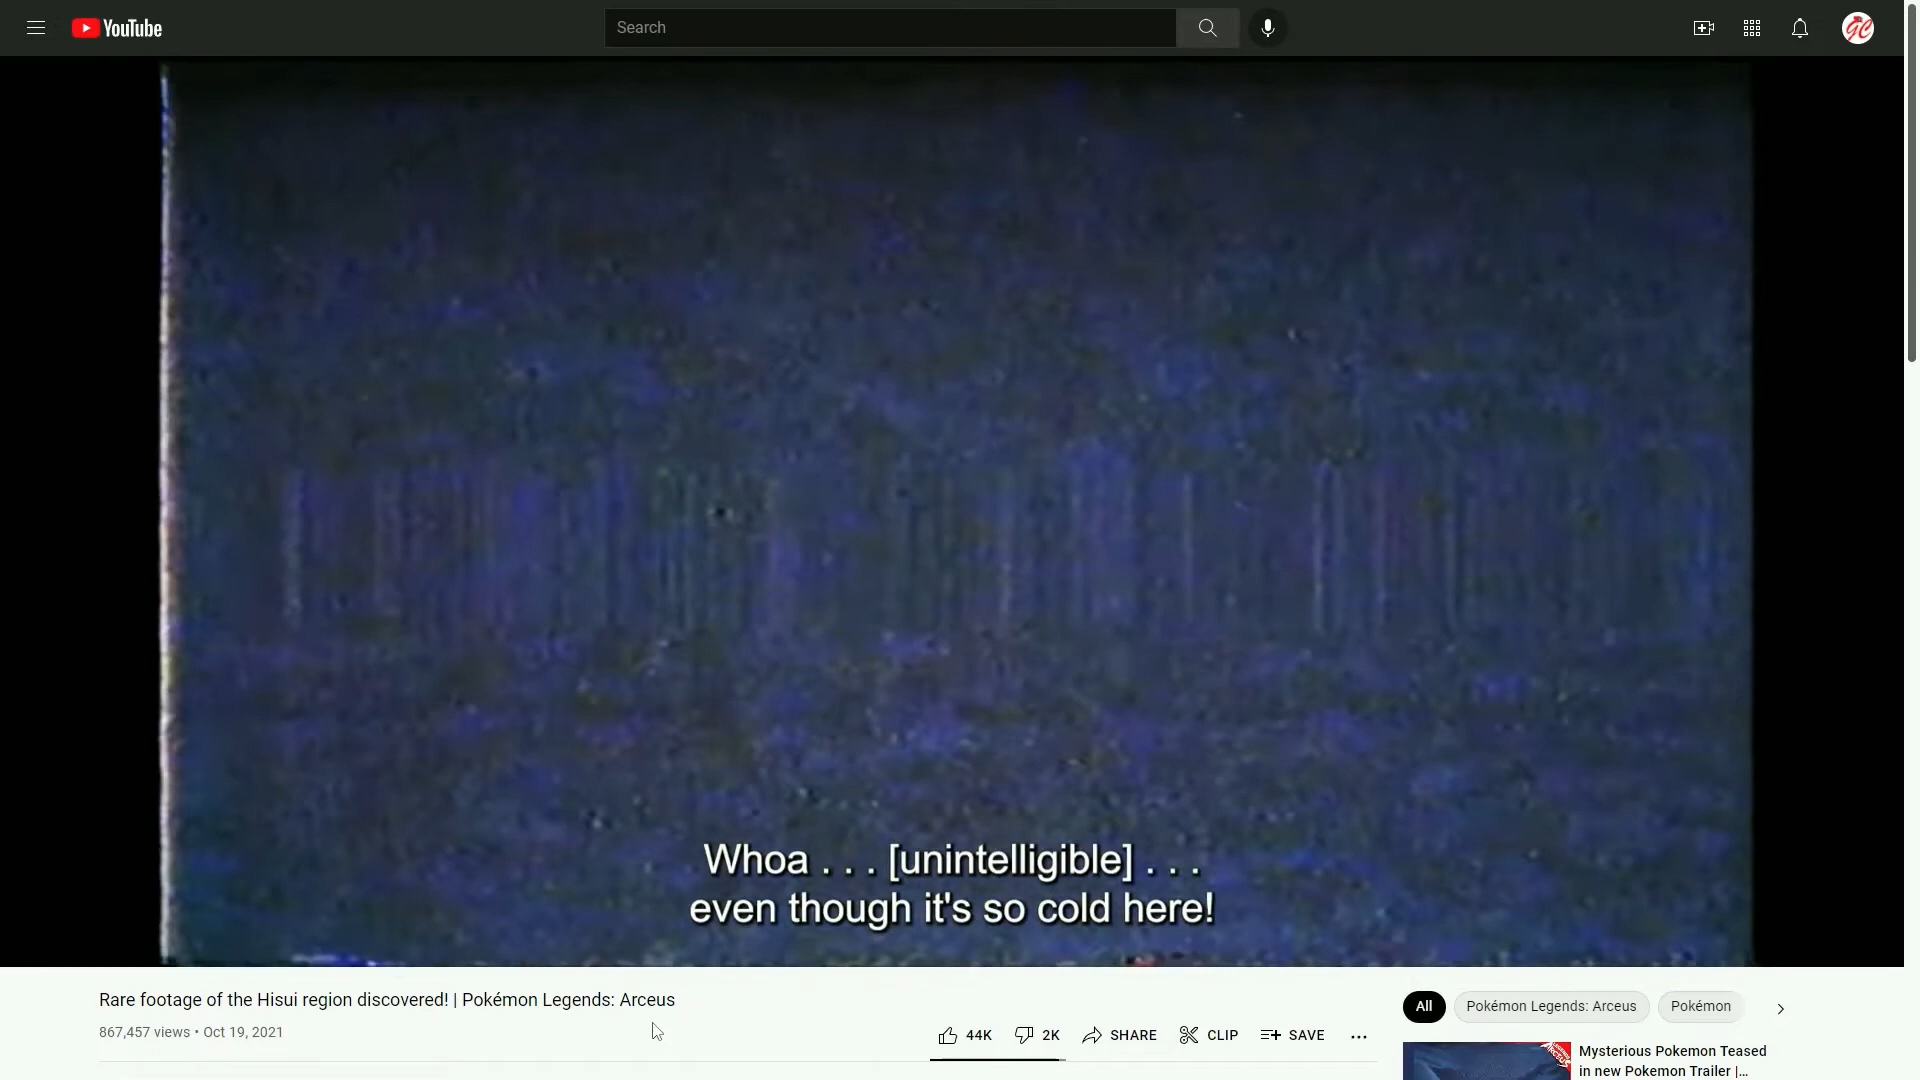 YouTube
Search
GC
Whoa . . . [unintelligible] . . .
even though it's so cold here!
Rare footage of the Hisui region discovered! | Pokémon Legends: Arceus
867,457 views • Oct 19, 2021
44K
2K
SHARE
CLIP
SAVE
All
Pokémon Legends: Arceus
Pokémon
ARCEUS
Mysterious Pokemon Teased
in new Pokemon Trailer |...